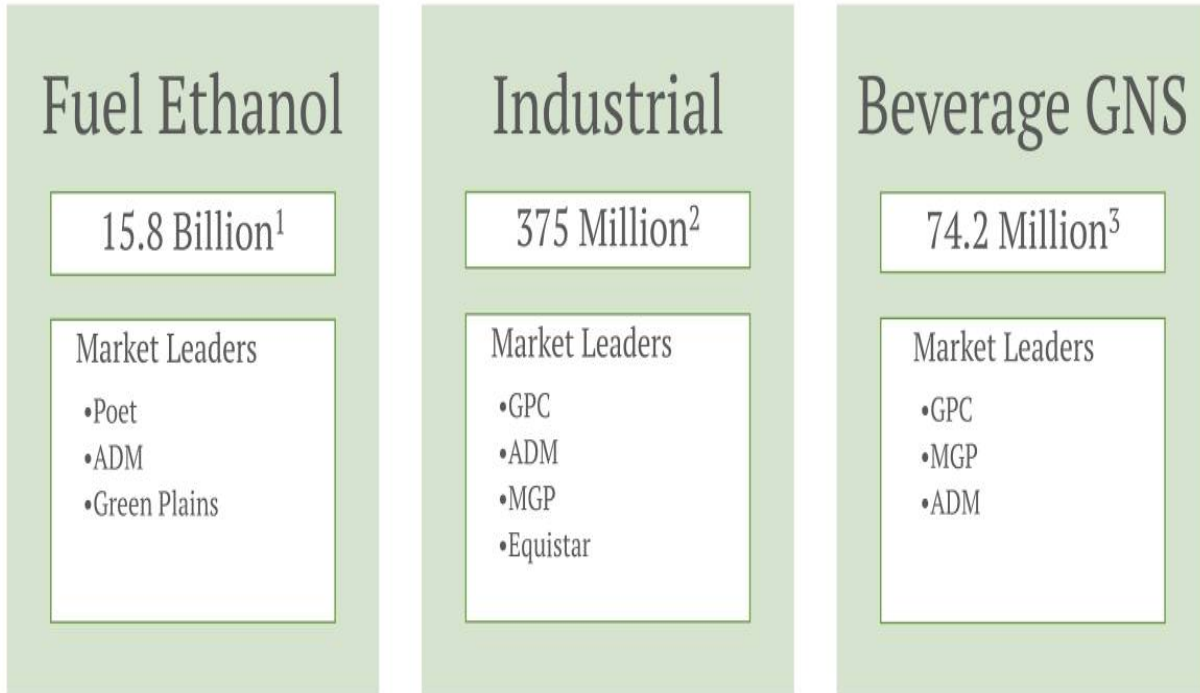 Fuel Ethanol
15.8 Billion¹
Market Leaders
•Poet
•ADM
•Green Plains
Industrial
375 Million²
Market Leaders
•GPC
•ADM
•MGP
•Equistar
Beverage GNS
74.2 Million³
Market Leaders
•GPC
•MGP
•ADM